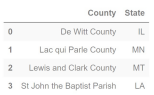 County State
0 De Witt County IL
1 Lac qui Parle County MN
2 Lewis and Clark County MT
3 St John the Baptist Parish LA